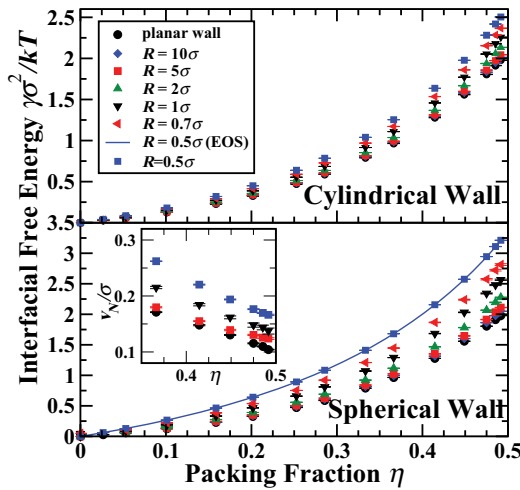 Interfacial Free Energy γσ²/kT
2.5
2
1.5
1
0.5
planar wall
R = 10σ
R = 5σ
R = 2σ
R = 1σ
R = 0.7σ
R = 0.5σ (EOS)
R=0.5σ
Cylindrical Wall
3.5
3
2.5
2
1.5
1
0.5
0
v_N/σ
0.3
0.2
0.1
0.4
η
0.5
Spherical Wall
0 0.1 0.2 0.3 0.4 0.5
Packing Fraction η